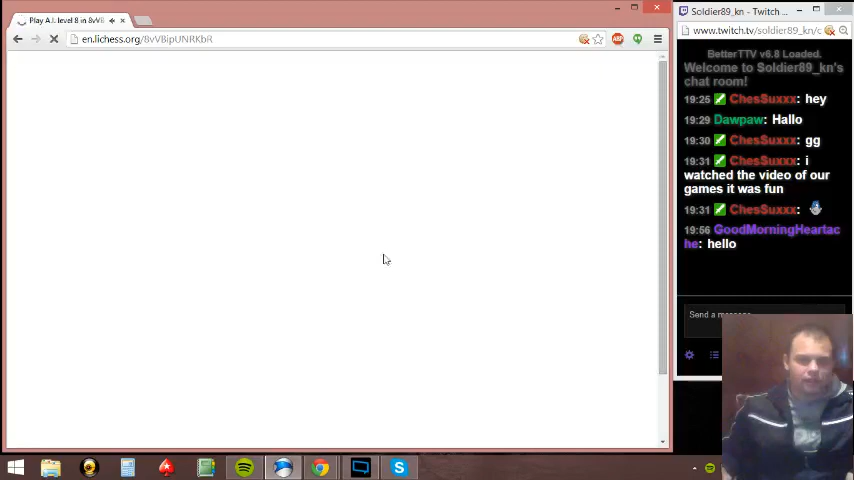 Play A.I. level 8 in 8vVBi
en.lichess.org/8vVBipUNRKbR
ABP
Soldier89_kn - Twitch ...
www.twitch.tv/soldier89_kn/c
BetterTTV v6.8 Loaded.
Welcome to Soldier89_kn's
chat room!
19:25 ChesSuxxx: hey
19:29 Dawpaw: Hallo
19:30 ChesSuxxx: gg
19:31 ChesSuxxx: i
watched the video of our
games it was fun
19:31 ChesSuxxx:
19:56 GoodMorningHeartac
he: hello
Send a message